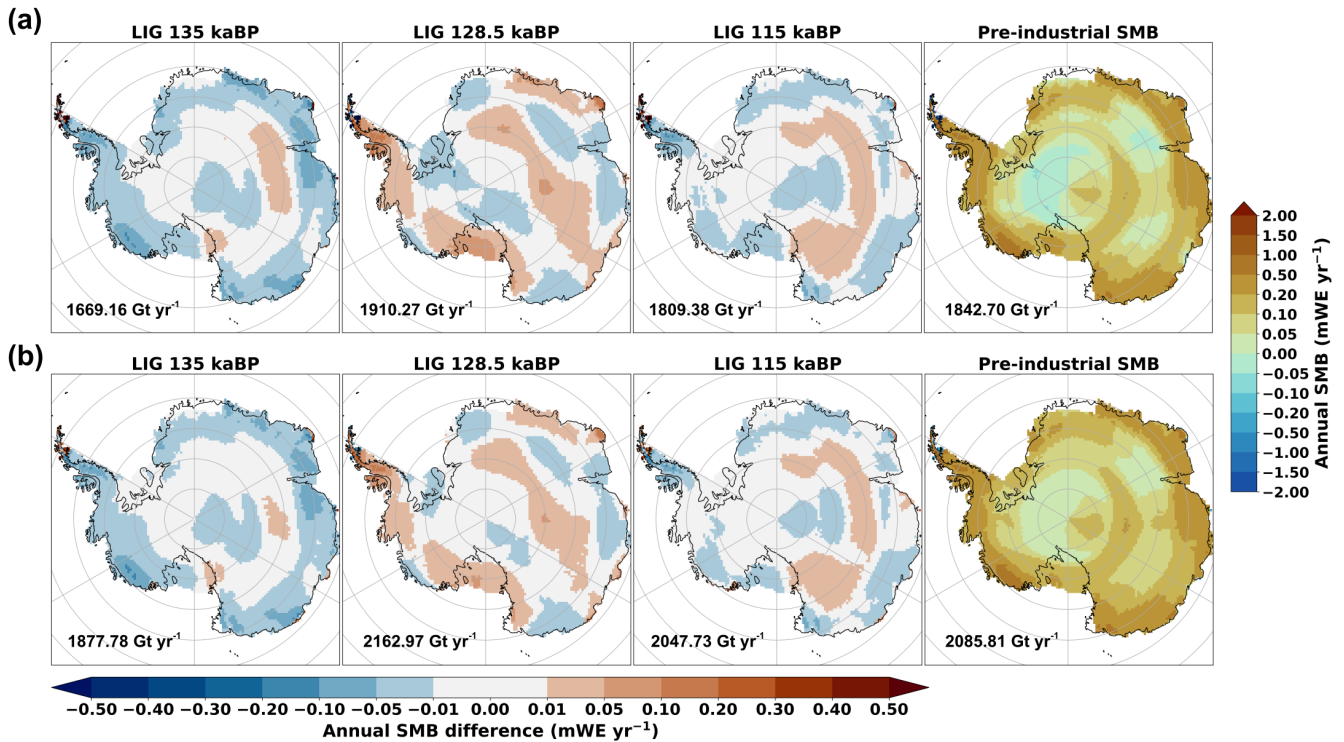 (a)
LIG 135 kaBP
LIG 128.5 kaBP
LIG 115 kaBP
Pre-industrial SMB
1669.16 Gt yr⁻¹
1910.27 Gt yr⁻¹
1809.38 Gt yr⁻¹
1842.70 Gt yr⁻¹
(b)
LIG 135 kaBP
LIG 128.5 kaBP
LIG 115 kaBP
Pre-industrial SMB
1877.78 Gt yr⁻¹
2162.97 Gt yr⁻¹
2047.73 Gt yr⁻¹
2085.81 Gt yr⁻¹
2.00
1.50
1.00
0.50
0.20
0.10
0.05
0.00
−0.05
−0.10
−0.20
−0.50
−1.00
−1.50
−2.00
Annual SMB (mWE yr⁻¹)
−0.50 −0.40 −0.30 −0.20 −0.10 −0.05 −0.01 0.00 0.01 0.05 0.10 0.20 0.30 0.40 0.50
Annual SMB difference (mWE yr⁻¹)